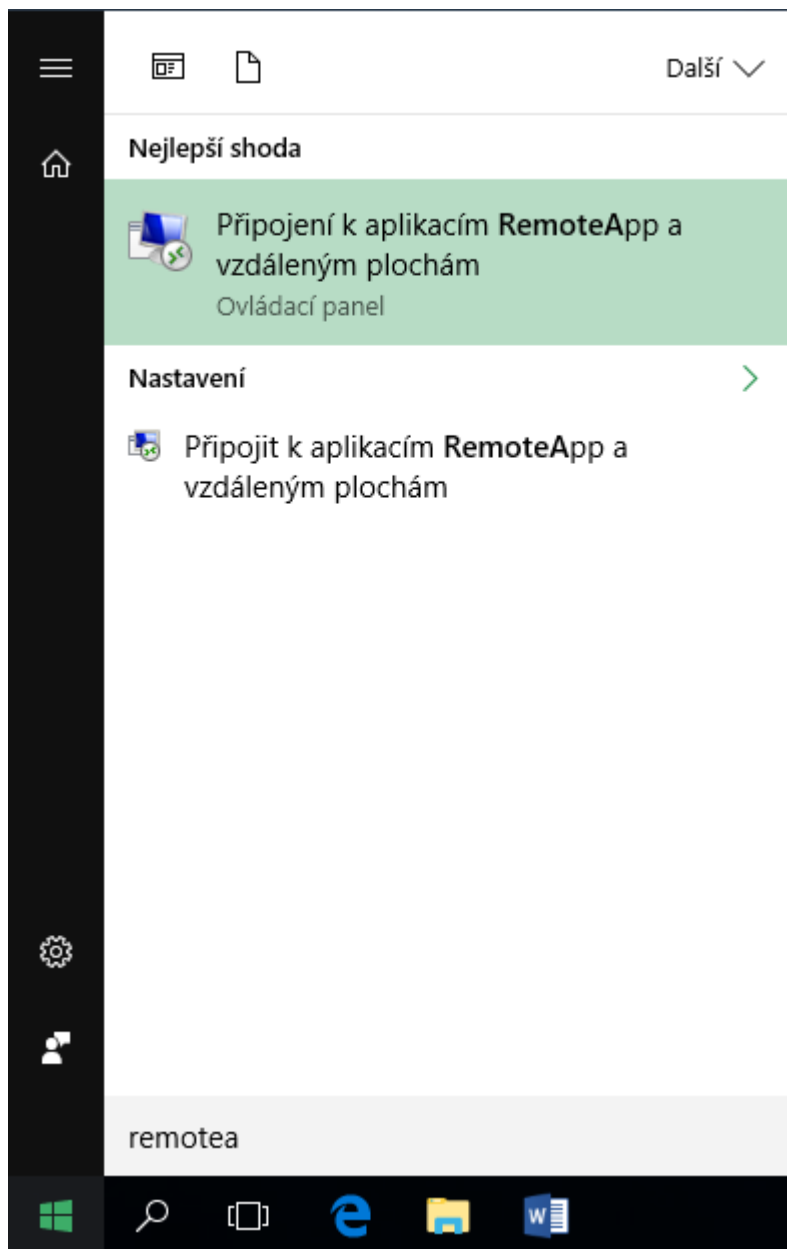 Další
Nejlepší shoda
Připojení k aplikacím RemoteApp a
vzdáleným plochám
Ovládací panel
Nastavení
Připojit k aplikacím RemoteApp a
vzdáleným plochám
remotea